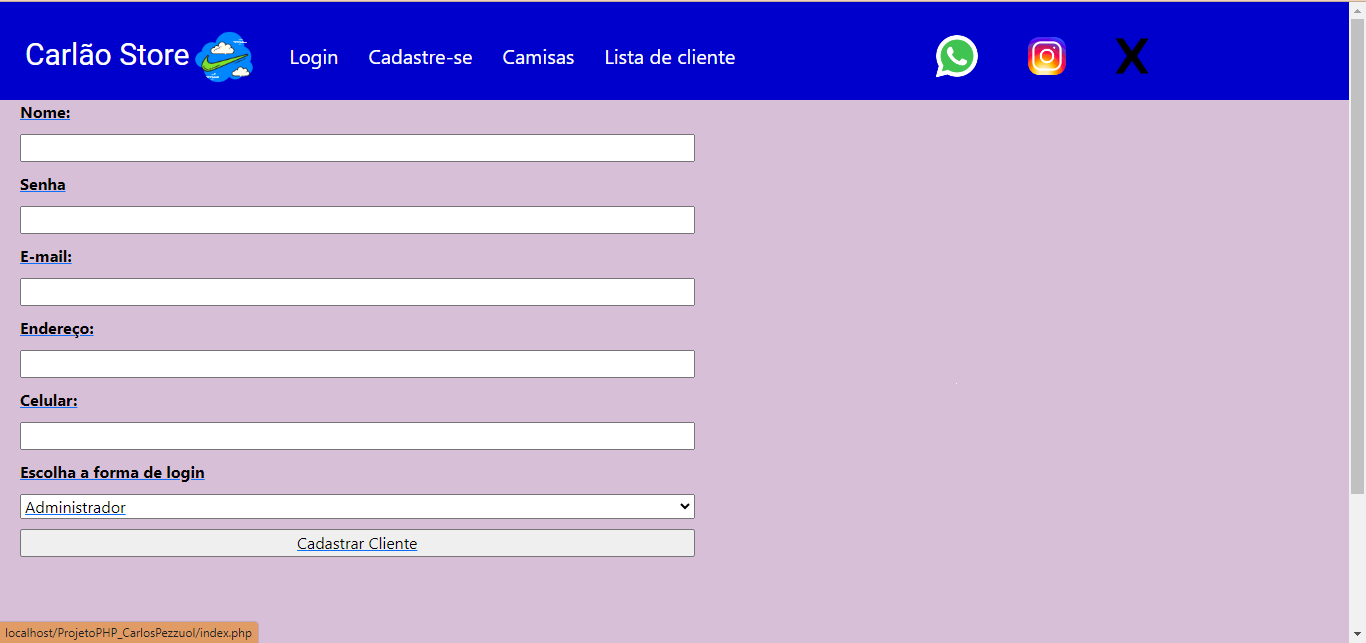 Carlão Store Login Cadastre-se Camisas Lista de cliente X
Nome:
Senha
E-mail:
Endereço:
Celular:
Escolha a forma de login
Administrador
Cadastrar Cliente
localhost/ProjetoPHP_CarlosPezzuol/index.php